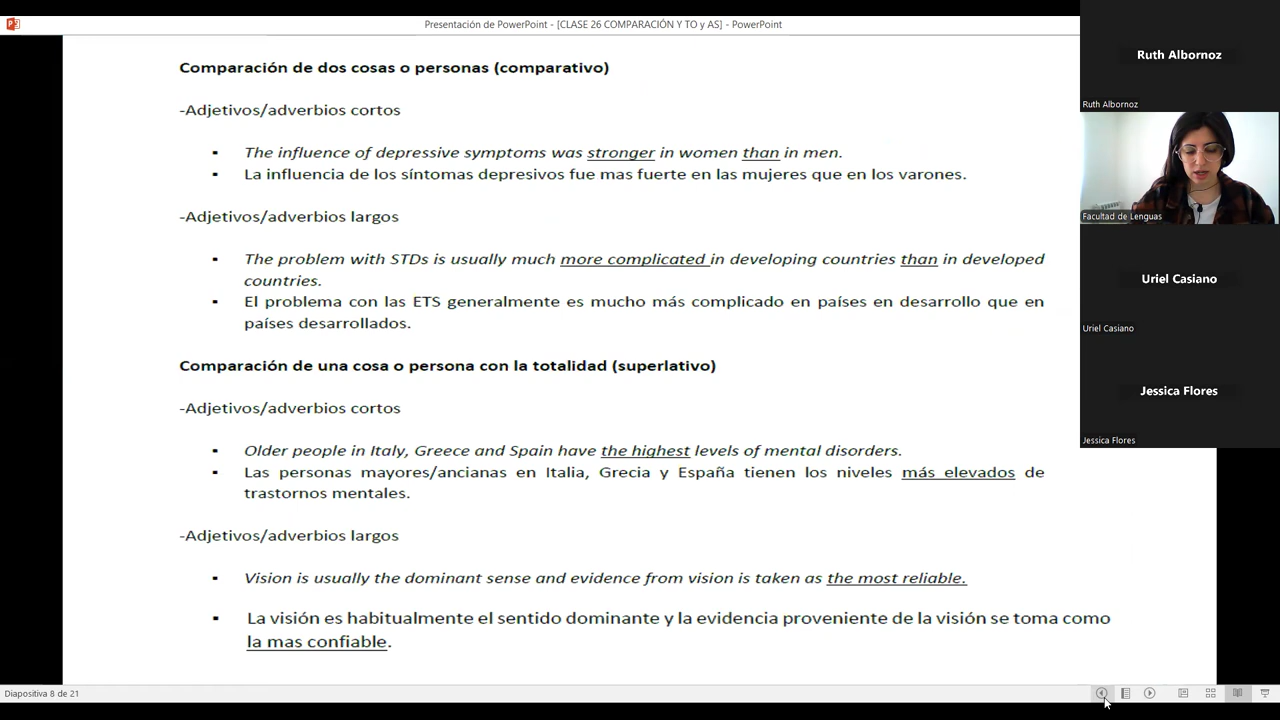 Presentación de PowerPoint - [CLASE 26 COMPARACIÓN Y TO y AS] - PowerPoint
Comparación de dos cosas o personas (comparativo)
-Adjetivos/adverbios cortos
▪ The influence of depressive symptoms was stronger in women than in men.
▪ La influencia de los síntomas depresivos fue mas fuerte en las mujeres que en los varones.
-Adjetivos/adverbios largos
▪ The problem with STDs is usually much more complicated in developing countries than in developed
countries.
▪ El problema con las ETS generalmente es mucho más complicado en países en desarrollo que en
países desarrollados.
Comparación de una cosa o persona con la totalidad (superlativo)
-Adjetivos/adverbios cortos
▪ Older people in Italy, Greece and Spain have the highest levels of mental disorders.
▪ Las personas mayores/ancianas en Italia, Grecia y España tienen los niveles más elevados de
trastornos mentales.
-Adjetivos/adverbios largos
▪ Vision is usually the dominant sense and evidence from vision is taken as the most reliable.
▪ La visión es habitualmente el sentido dominante y la evidencia proveniente de la visión se toma como
la mas confiable.
Diapositiva 8 de 21
Ruth Albornoz
Ruth Albornoz
Facultad de Lenguas
Uriel Casiano
Uriel Casiano
Jessica Flores
Jessica Flores